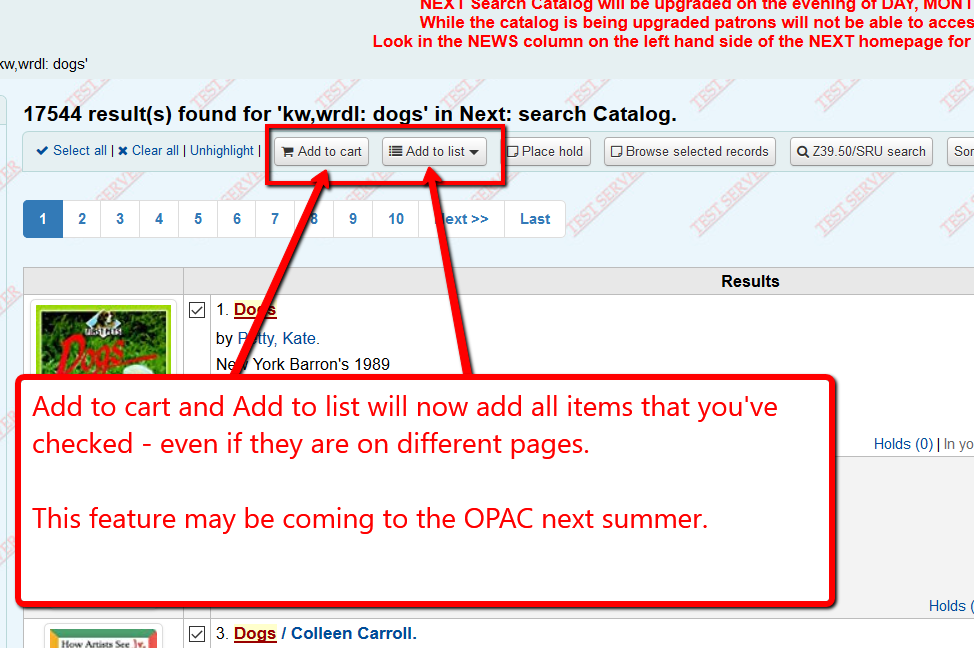 NEXT Search Catalog will be upgraded on the evening of DAY, MONT
While the catalog is being upgraded patrons will not be able to acces
Look in the NEWS column on the left hand side of the NEXT homepage for
kw,wrdl: dogs'
17544 result(s) found for 'kw,wrdl: dogs' in Next: search Catalog.
Select all | Clear all | Unhighlight | Add to cart Add to list Place hold Browse selected records Z39.50/SRU search Sor
1 2 3 4 5 6 7 8 9 10 Next >> Last
TEST SERVER
Results
1. Dogs
by Petty, Kate.
New York Barron's 1989
Dogs
Add to cart and Add to list will now add all items that you've
checked - even if they are on different pages.
Holds (0) | In yo
This feature may be coming to the OPAC next summer.
Holds (
3. Dogs / Colleen Carroll.
How Artists See